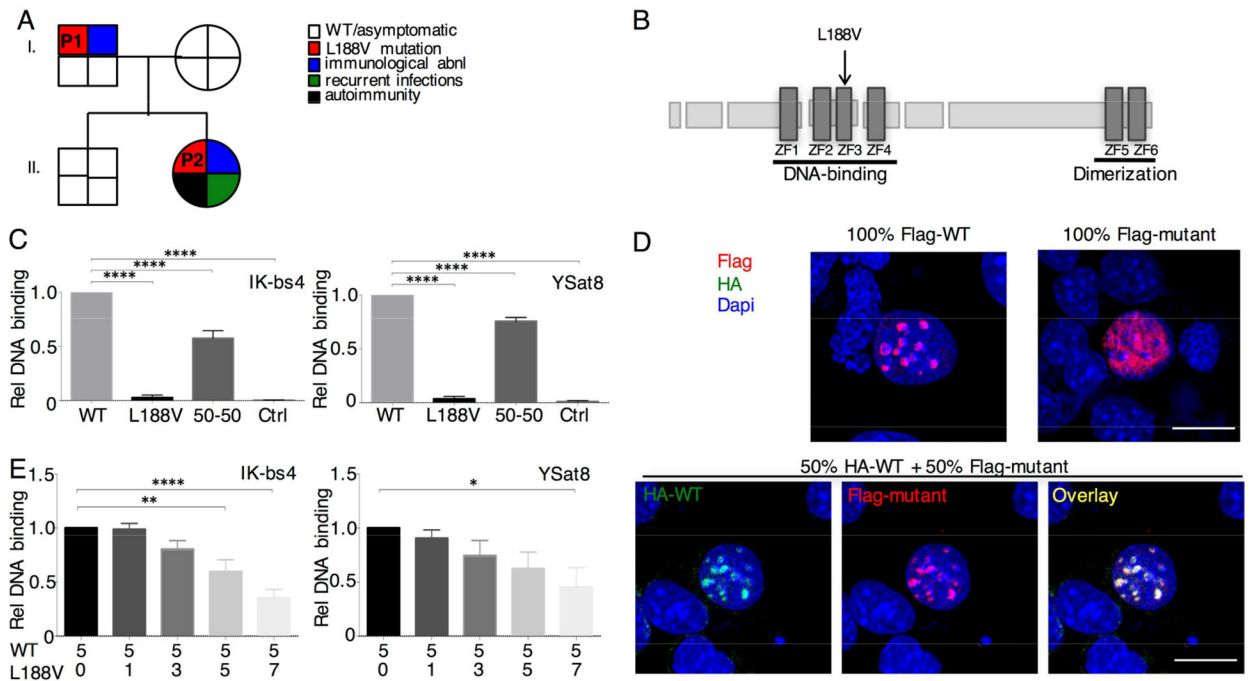 A
I.
P1
II.
P2
WT/asymptomatic
L188V mutation
immunological abnl
recurrent infections
autoimmunity
B
L188V
ZF1 ZF2 ZF3 ZF4 ZF5 ZF6
DNA-binding Dimerization
C
Rel DNA binding
1.0
0.5
0
IK-bs4
****
****
****
WT L188V 50-50 Ctrl
Rel DNA binding
1.0
0.5
0
YSat8
****
****
****
WT L188V 50-50 Ctrl
D
Flag
HA
Dapi
100% Flag-WT
100% Flag-mutant
50% HA-WT + 50% Flag-mutant
HA-WT
Flag-mutant
Overlay
E
Rel DNA binding
1.5
1.0
0.5
0
IK-bs4
****
**
WT 5 5 5 5 5
L188V 0 1 3 5 7
Rel DNA binding
1.5
1.0
0.5
0
YSat8
*
5 5 5 5 5
0 1 3 5 7